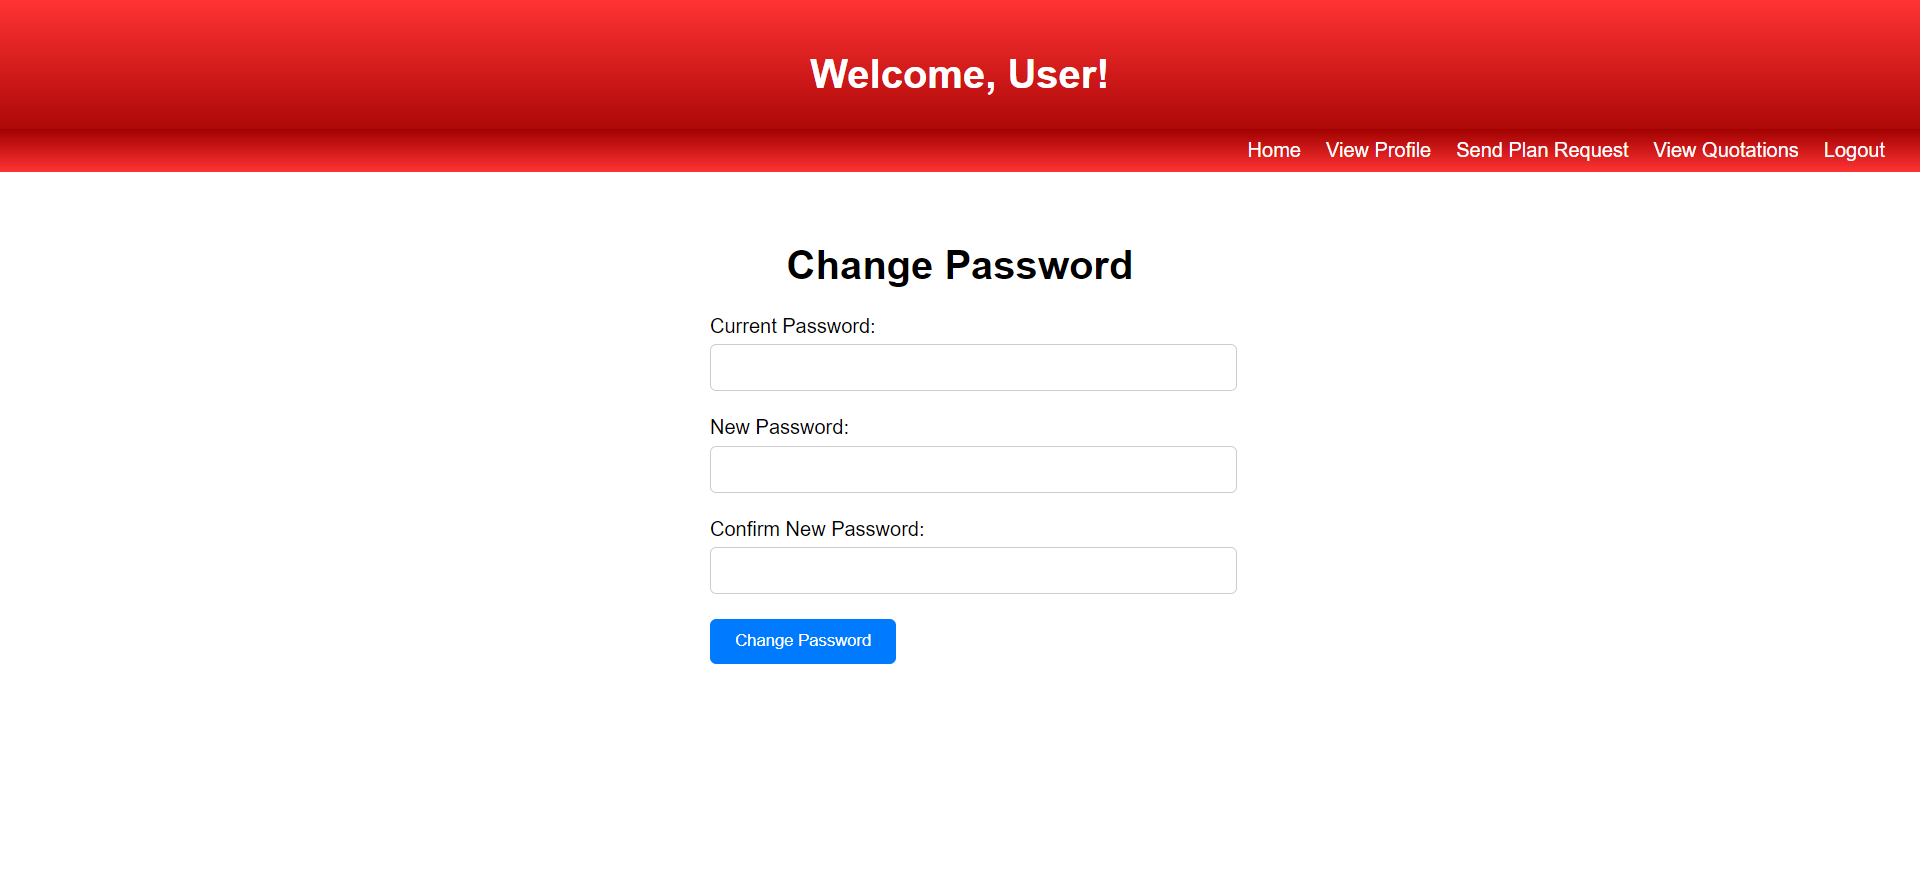 Welcome, User!
Home View Profile Send Plan Request View Quotations Logout
Change Password
Current Password:
New Password:
Confirm New Password:
Change Password